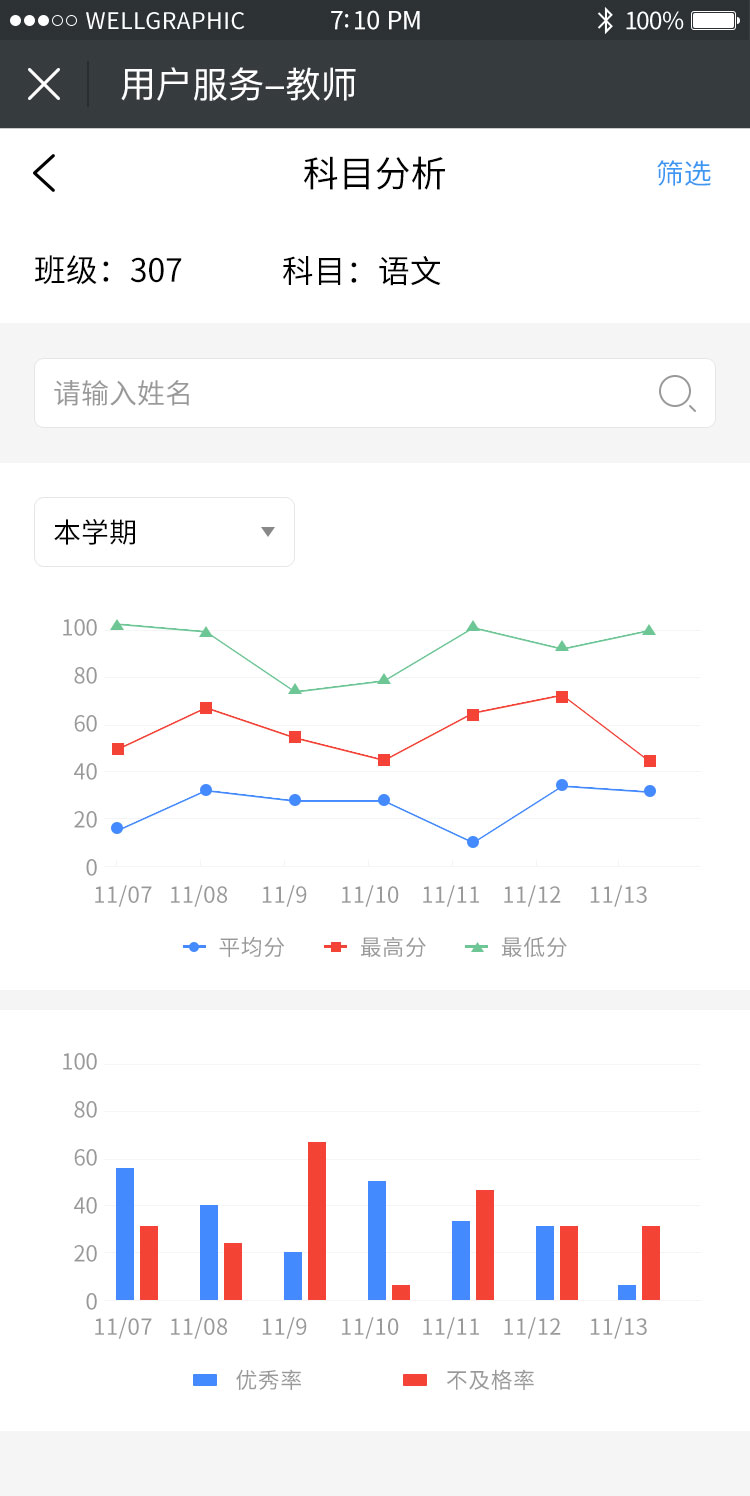 WELLGRAPHIC 7:10 PM 100%
用户服务–教师
科目分析 筛选
班级：307 科目：语文
请输入姓名
本学期
100
80
60
40
20
0
11/07 11/08 11/9 11/10 11/11 11/12 11/13
平均分 最高分 最低分
100
80
60
40
20
0
11/07 11/08 11/9 11/10 11/11 11/12 11/13
优秀率 不及格率